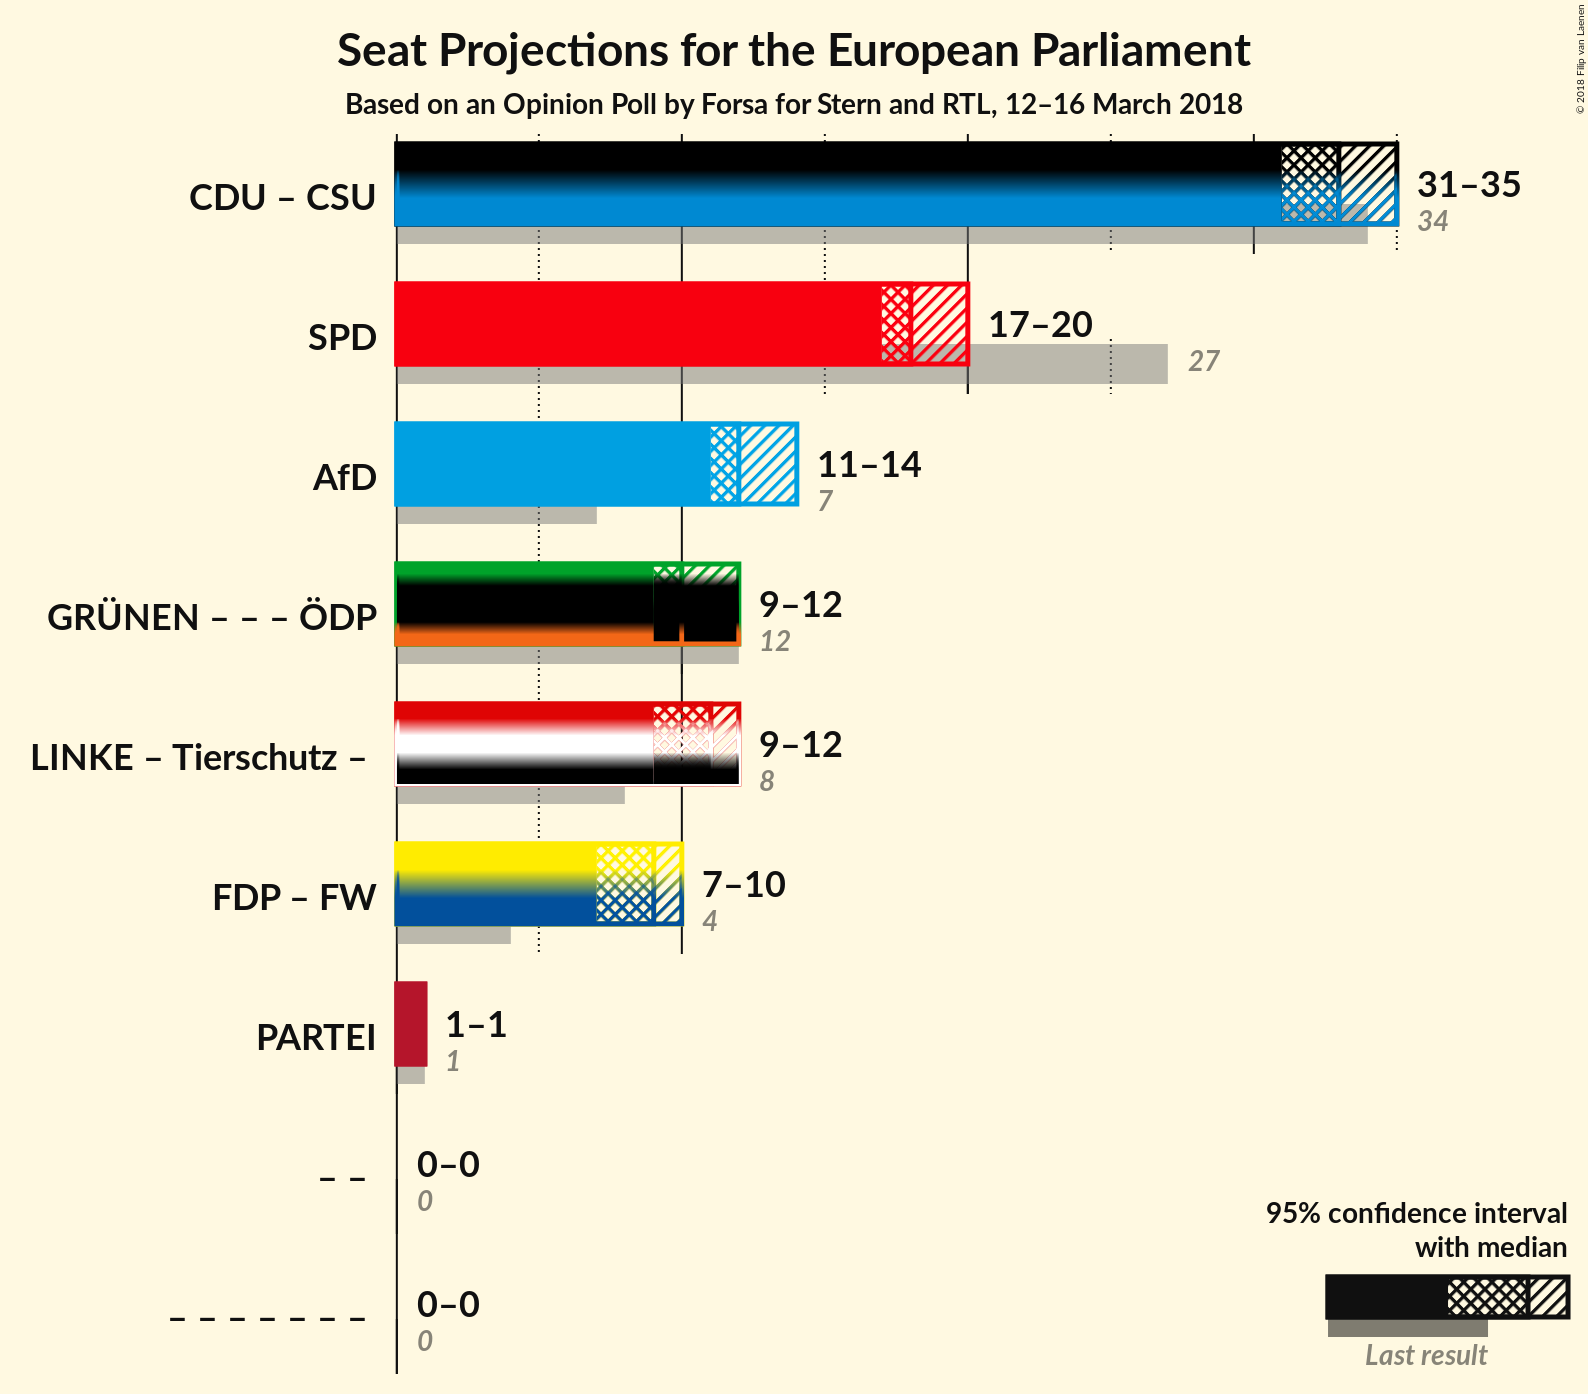 Seat Projections for the European Parliament
Based on an Opinion Poll by Forsa for Stern and RTL, 12–16 March 2018
© 2018 Filip van Laenen
CDU – CSU
31–35
34
SPD
17–20
27
AfD
11–14
7
GRÜNEN – – – ÖDP
9–12
12
LINKE – Tierschutz –
9–12
8
FDP – FW
7–10
4
PARTEI
1–1
1
– –
0–0
0
– – – – – – –
0–0
0
95% confidence interval
with median
Last result